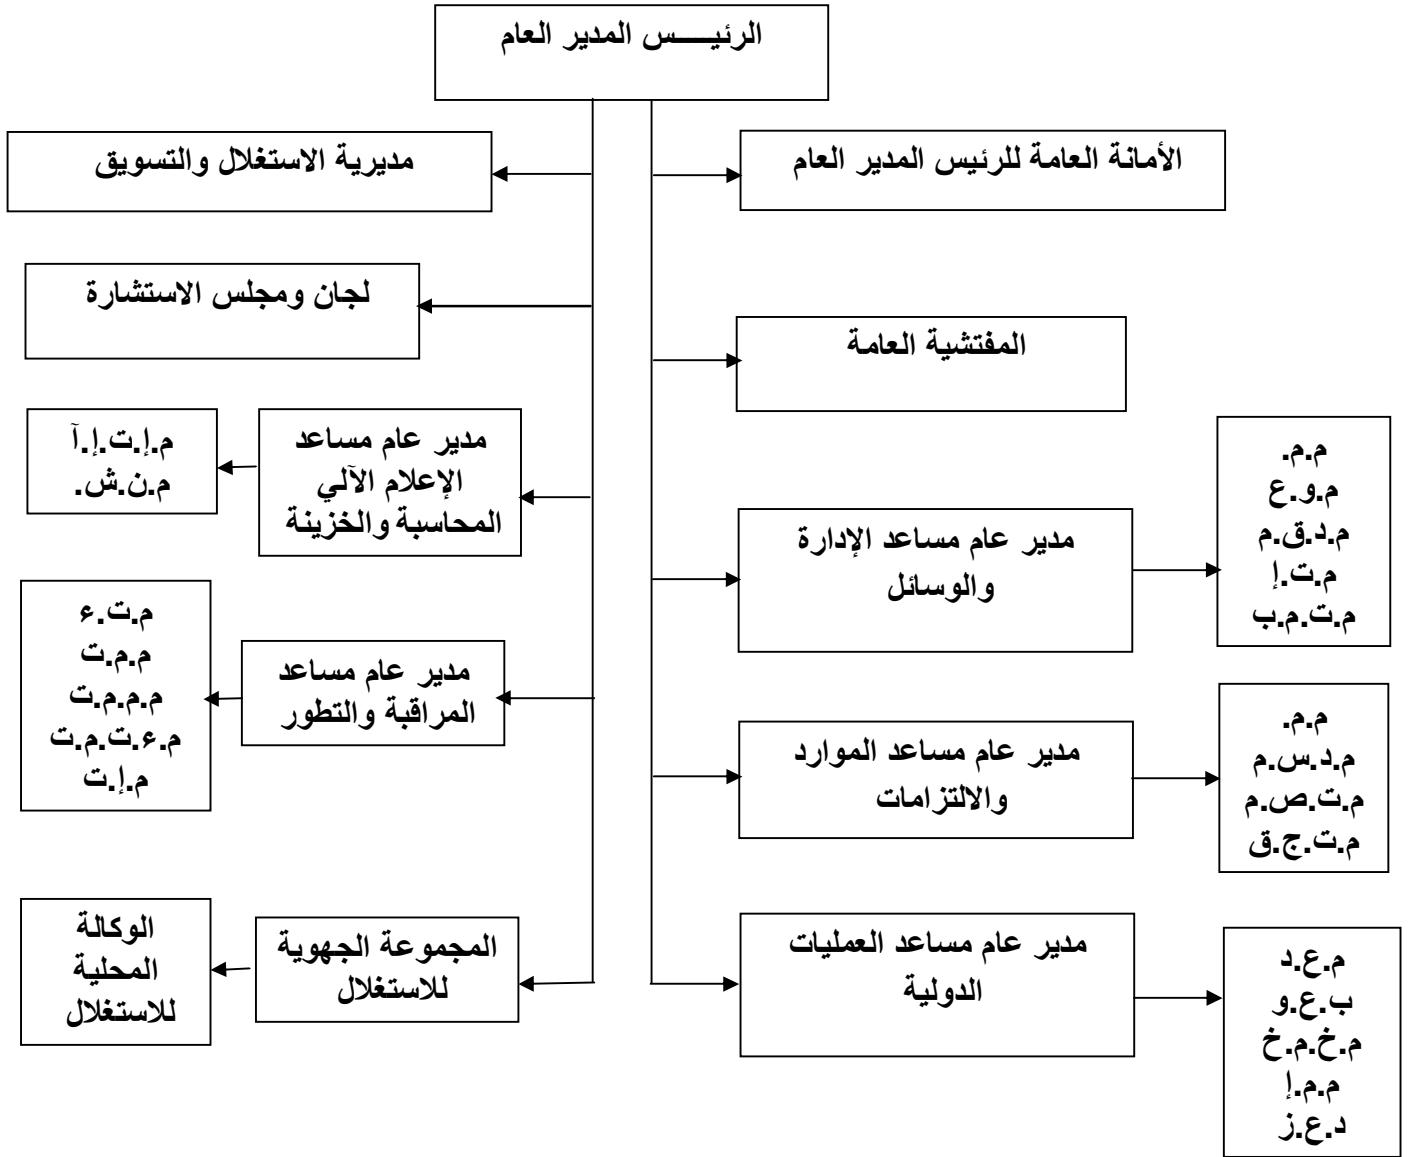 الرئيـــس المدير العام
الأمانة العامة للرئيس المدير العام
مديرية الاستغلال والتسويق
لجان ومجلس الاستشارة
المفتشية العامة
مدير عام مساعد
الإعلام الآلي
المحاسبة والخزينة
م.إ.ت.إ.آ
م.ن.ش.
مدير عام مساعد الإدارة
والوسائل
م.م.
م.و.ع
م.د.ق.م
م.ت.إ
م.ت.م.ب
مدير عام مساعد
المراقبة والتطور
م.ت.ء
م.م.ت
م.م.م.ت
م.ء.ت.م.ت
م.إ.ت
مدير عام مساعد الموارد
والالتزامات
م.م.
م.د.س.م
م.ت.ص.م
م.ت.ج.ق
المجموعة الجهوية
للاستغلال
الوكالة
المحلية
للاستغلال
مدير عام مساعد العمليات
الدولية
م.ع.د
ب.ع.و
م.خ.م.خ
م.م.إ
د.ع.ز